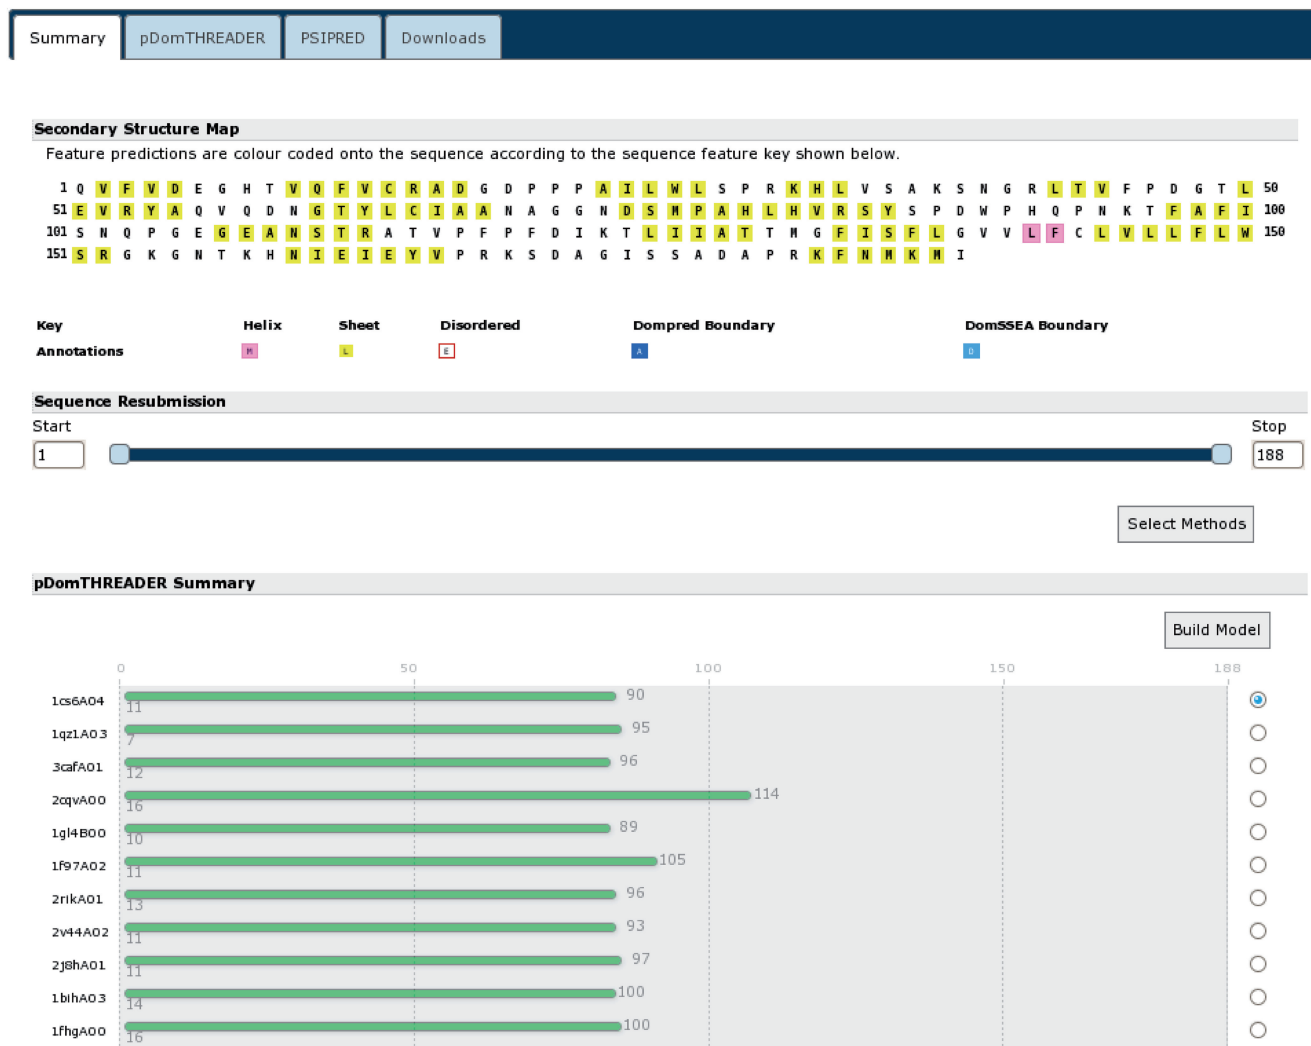 Summary pDomTHREADER PSIPRED Downloads
Secondary Structure Map
Feature predictions are colour coded onto the sequence according to the sequence feature key shown below.
1 Q V F V D E G H T V Q F V C R A D G D P P P A I L W L S P R K H L V S A K S N G R L T V F P D G T L 50
51 E V R Y A Q V Q D N G T Y L C I A A N A G G N D S M P A H L H V R S Y S P D W P H Q P N K T F A F I 100
101 S N Q P G E G E A N S T R A T V P F P F D I K T L I I A T T M G F I S F L G V V L F C L V L L F L W 150
151 S R G K G N T K H N I E I E Y V P R K S D A G I S S A D A P R K F N M K M I
Key Helix Sheet Disordered Dompred Boundary DomSSEA Boundary
Annotations M L E A D
Sequence Resubmission
Start Stop
1 188
Select Methods
pDomTHREADER Summary
Build Model
0 50 100 150 188
1cs6A04 11 90
1qz1A03 7 95
3cafA01 12 96
2cqvA00 16 114
1gl4B00 10 89
1f97A02 11 105
2rikA01 13 96
2v44A02 11 93
2j8hA01 11 97
1bihA03 14 100
1fhgA00 16 100